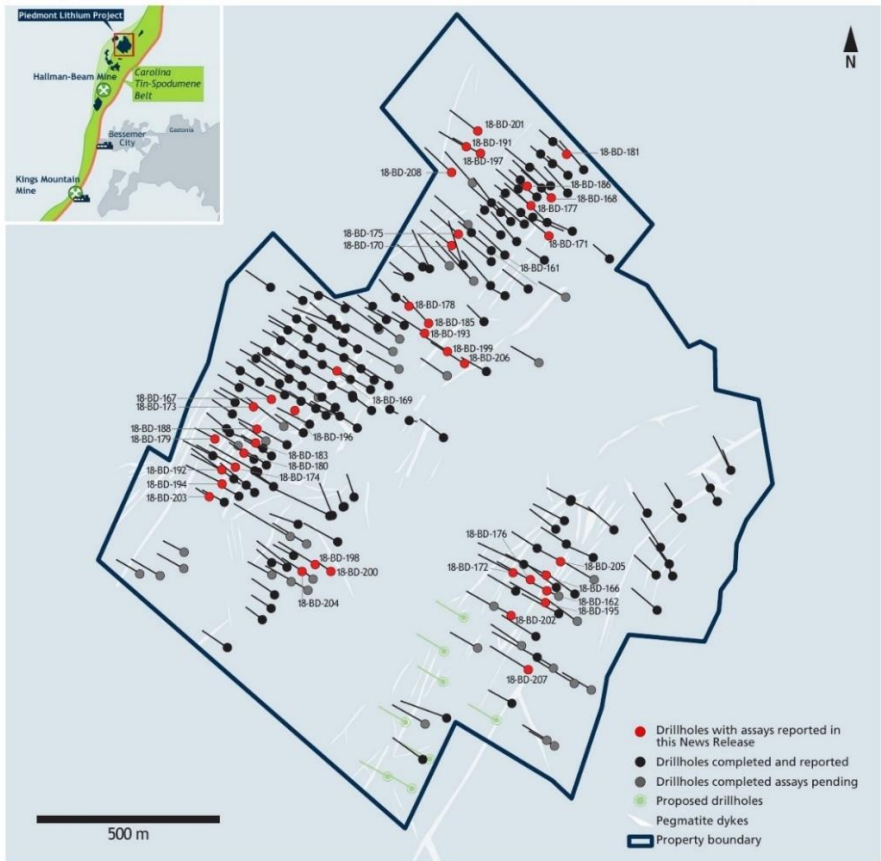 Piedmont Lithium Project
Hallman-Beam Mine
Carolina
Tin-Spodumene
Belt
Bessemer
City
Gastonia
Kings Mountain
Mine
N
18-BD-201
18-BD-191
18-BD-197
18-BD-181
18-BD-208
18-BD-186
18-BD-168
18-BD-177
18-BD-175
18-BD-170
18-BD-171
18-BD-161
18-BD-178
18-BD-185
18-BD-193
18-BD-199
18-BD-206
18-BD-167
18-BD-173
18-BD-169
18-BD-188
18-BD-179
18-BD-196
18-BD-183
18-BD-192
18-BD-180
18-BD-174
18-BD-194
18-BD-203
18-BD-198
18-BD-200
18-BD-204
18-BD-176
18-BD-172
18-BD-205
18-BD-166
18-BD-162
18-BD-195
18-BD-202
18-BD-207
Drillholes with assays reported in
this News Release
Drillholes completed and reported
Drillholes completed assays pending
Proposed drillholes
Pegmatite dykes
Property boundary
500 m